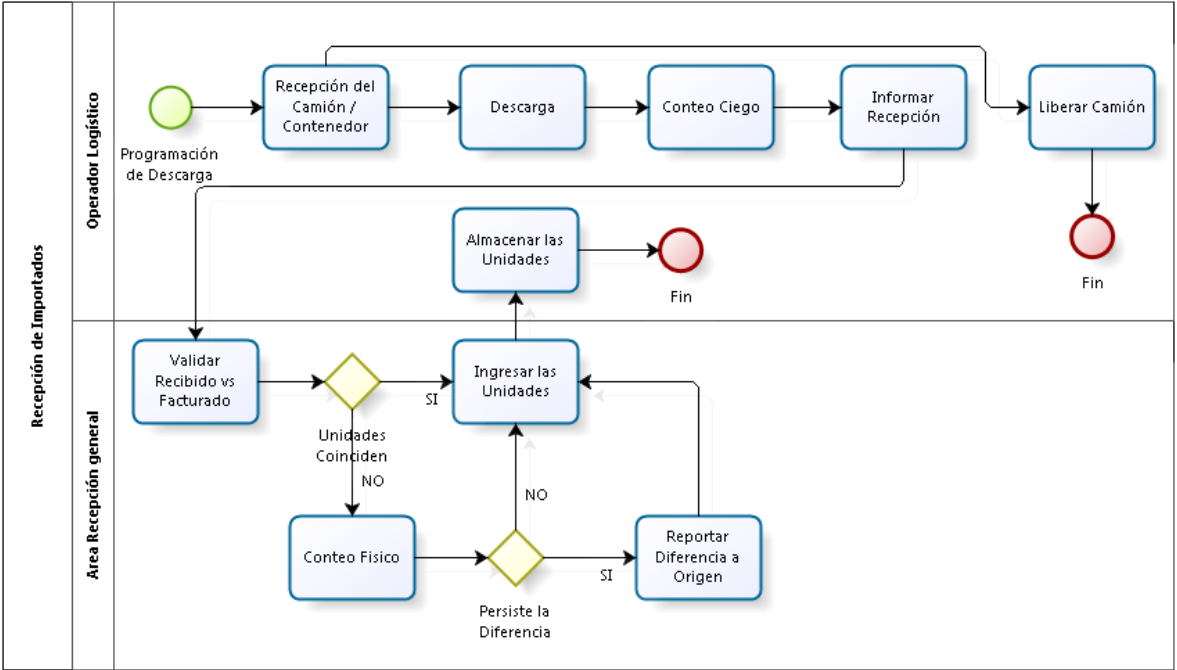 Recepción de Importados
Operador Logístico
Programación
de Descarga
Recepción del
Camión /
Contenedor
Descarga
Conteo Ciego
Informar
Recepción
Liberar Camión
Fin
Almacenar las
Unidades
Fin
Area Recepción general
Validar
Recibido vs
Facturado
Unidades
Coinciden
SI
NO
Ingresar las
Unidades
Conteo Fisico
Persiste la
Diferencia
NO
SI
Reportar
Diferencia a
Origen